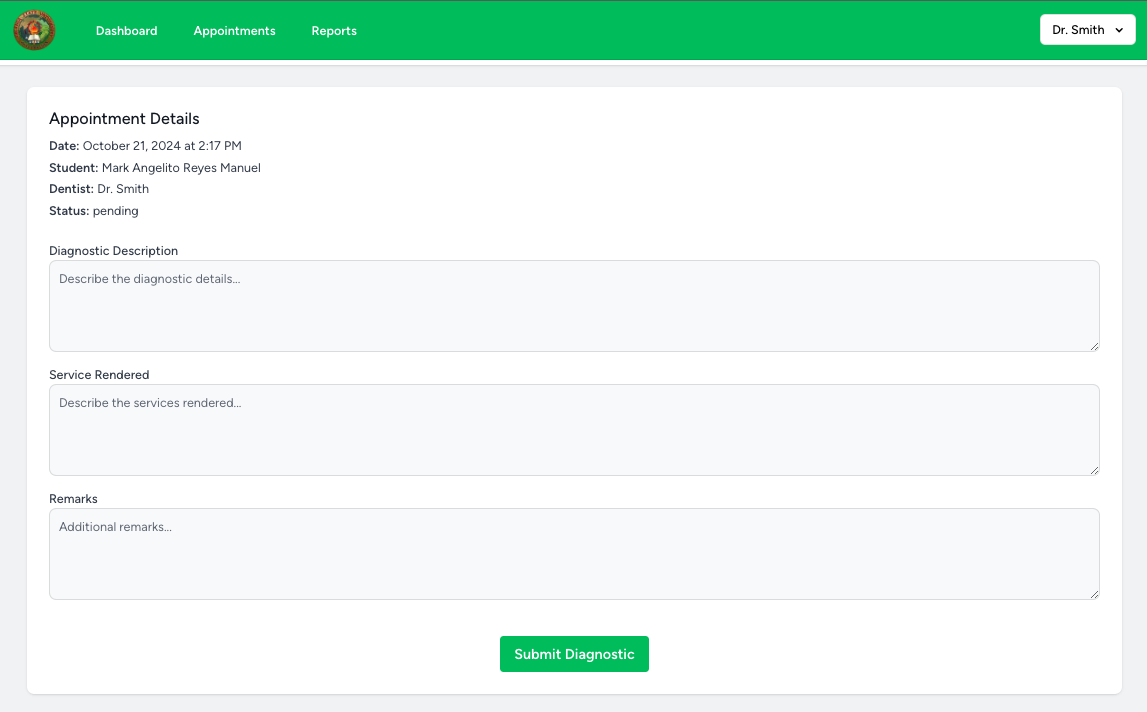 Dashboard Appointments Reports Dr. Smith
Appointment Details
Date: October 21, 2024 at 2:17 PM
Student: Mark Angelito Reyes Manuel
Dentist: Dr. Smith
Status: pending
Diagnostic Description
Describe the diagnostic details...
Service Rendered
Describe the services rendered...
Remarks
Additional remarks...
Submit Diagnostic